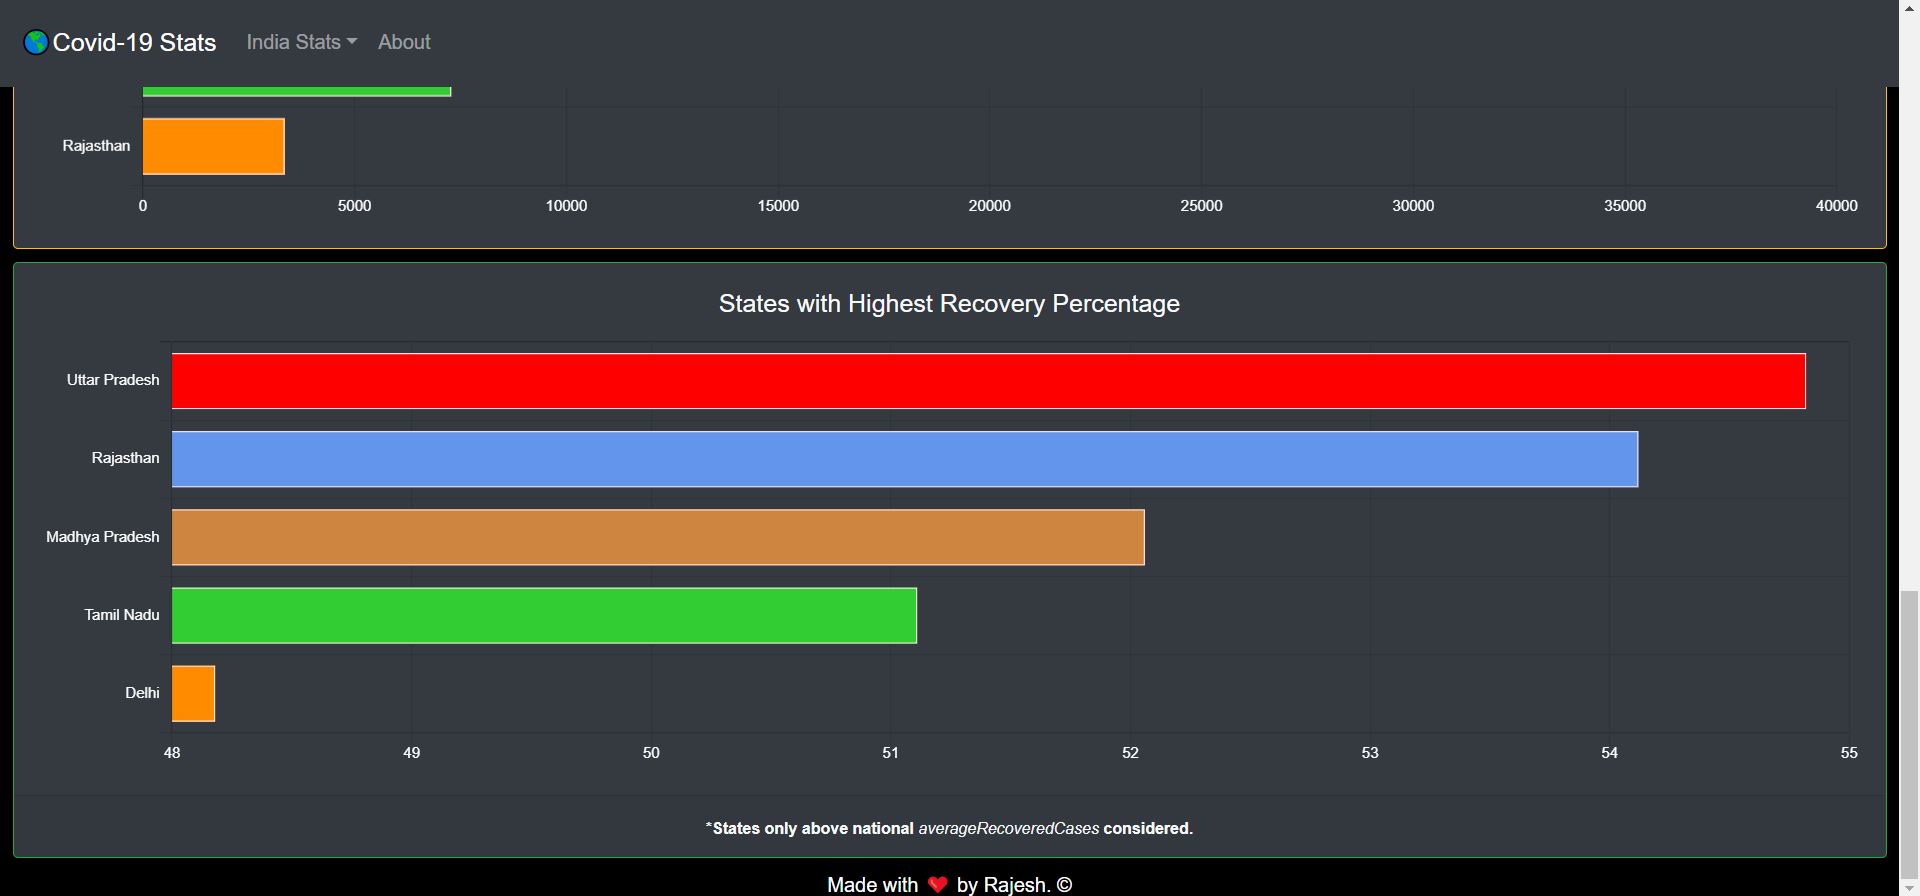 Covid-19 Stats India Stats About
Rajasthan
0 5000 10000 15000 20000 25000 30000 35000 40000
States with Highest Recovery Percentage
Uttar Pradesh
Rajasthan
Madhya Pradesh
Tamil Nadu
Delhi
48 49 50 51 52 53 54 55
*States only above national averageRecoveredCases considered.
Made with ❤️ by Rajesh. ©